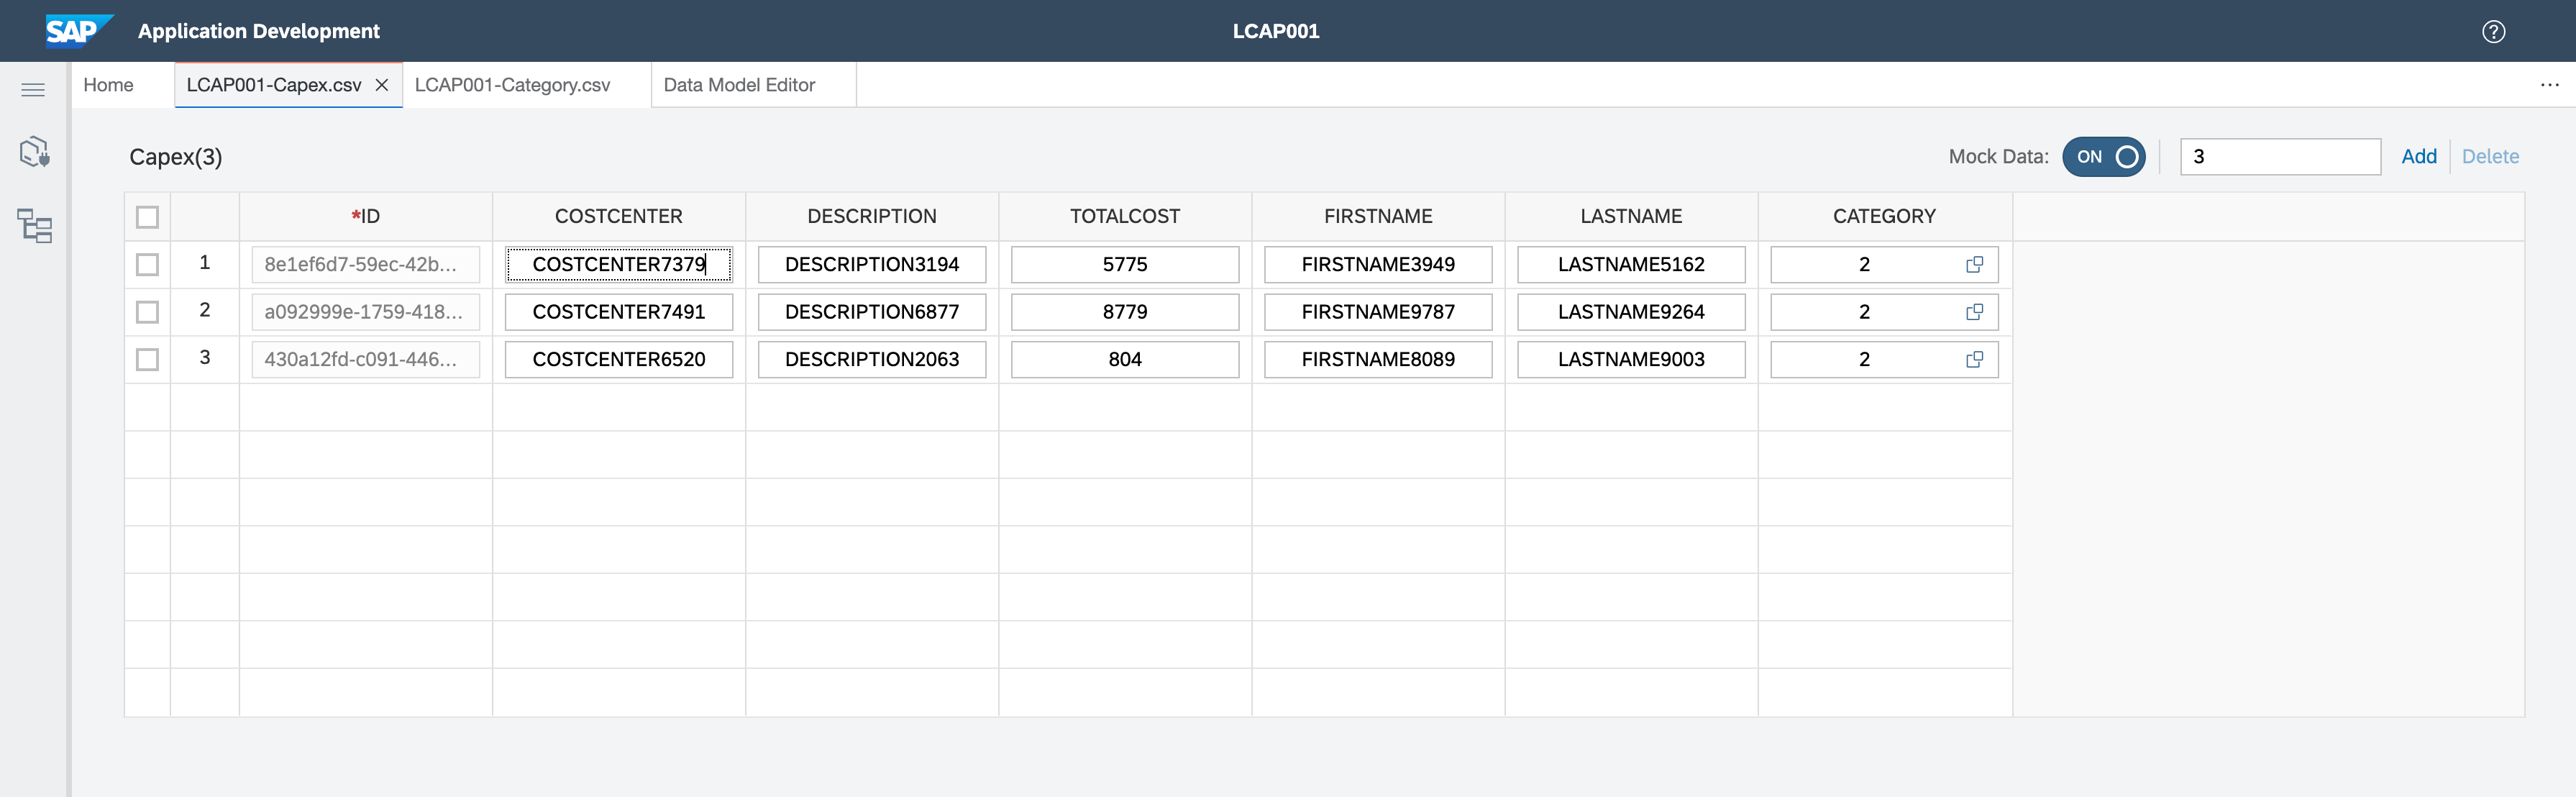 SAP Application Development LCAP001
Home LCAP001-Capex.csv LCAP001-Category.csv Data Model Editor
Capex(3) Mock Data: ON 3 Add Delete
*ID COSTCENTER DESCRIPTION TOTALCOST FIRSTNAME LASTNAME CATEGORY
1 8e1ef6d7-59ec-42b... COSTCENTER7379 DESCRIPTION3194 5775 FIRSTNAME3949 LASTNAME5162 2
2 a092999e-1759-418... COSTCENTER7491 DESCRIPTION6877 8779 FIRSTNAME9787 LASTNAME9264 2
3 430a12fd-c091-446... COSTCENTER6520 DESCRIPTION2063 804 FIRSTNAME8089 LASTNAME9003 2